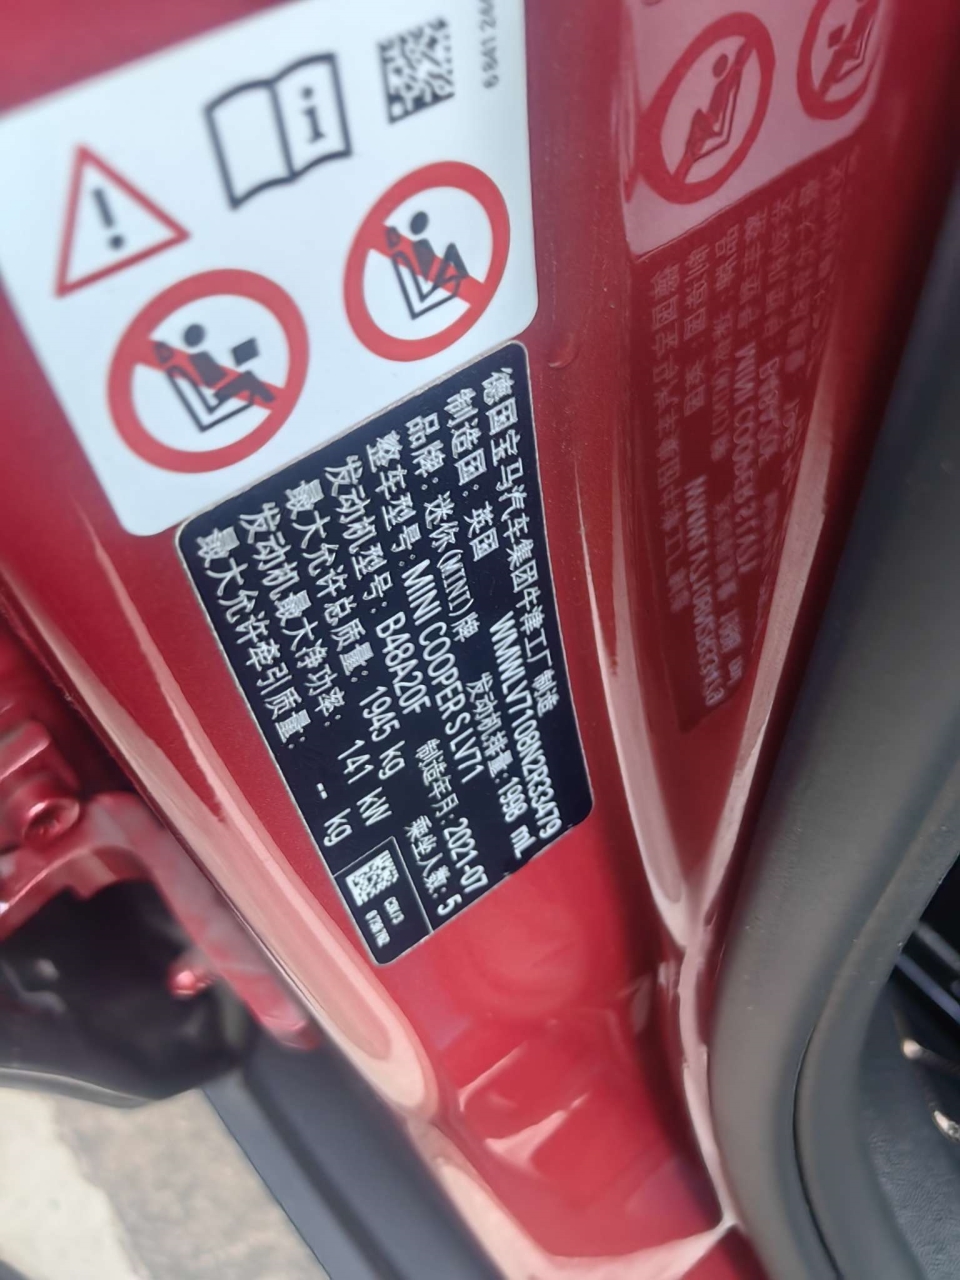 德国宝马汽车集团牛津工厂制造
制造国：英国 WMWLV7108N2R33479
品牌：迷你(MINI)牌 发动机排量：1998 mL
整车型号：MINI COOPER S LV71
发动机型号：B48A20F 制造年月：2021-07
最大允许总质量：1945 kg 乘坐人数：5
发动机最大净功率：141 kW
最大允许牵引质量：-- kg